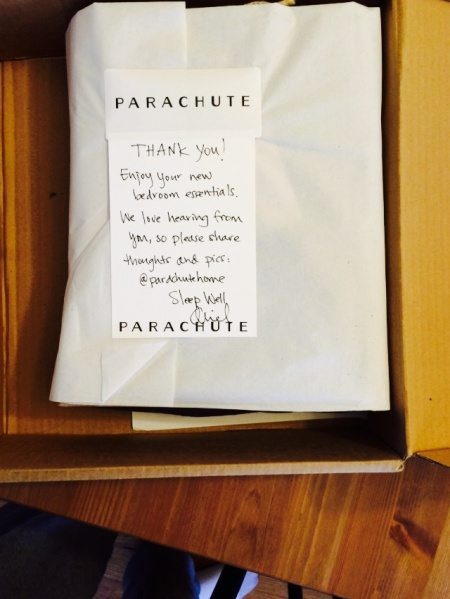 PARACHUTE
THANK you!
Enjoy your new
bedroom essentials.
We love hearing from
you, so please share
thoughts and pics:
@parachutehome
Sleep Well
PARACHUTE